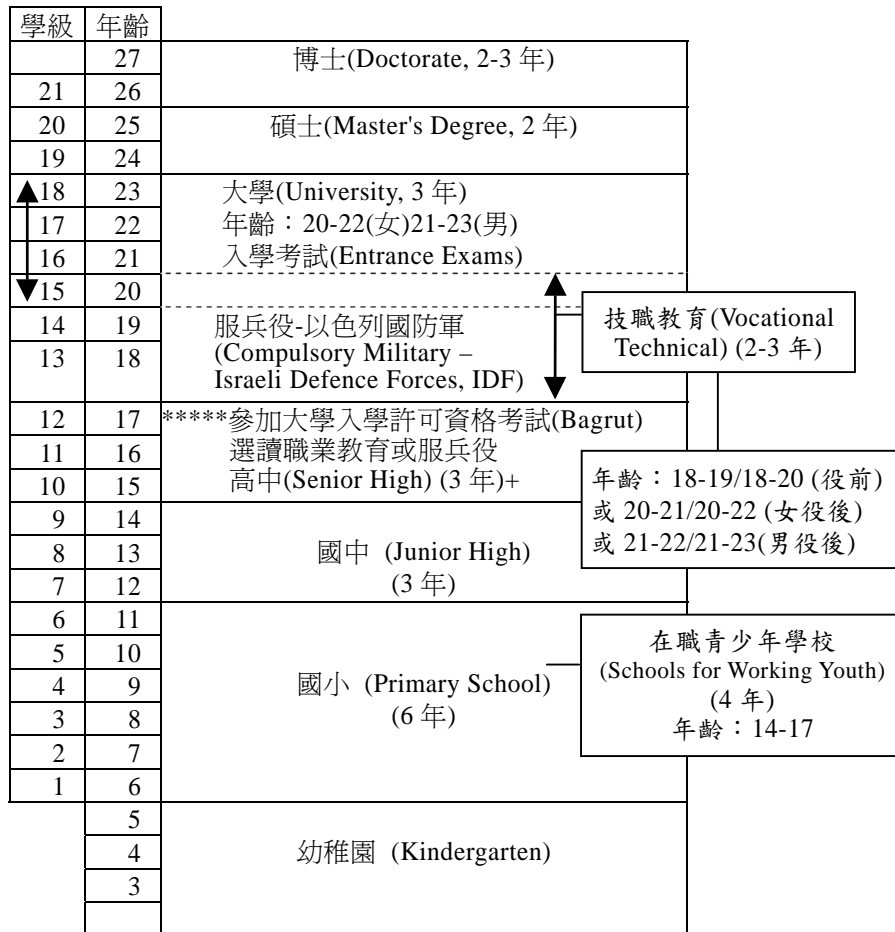 學級 年齡
27 博士(Doctorate, 2-3 年)
21 26
20 25 碩士(Master's Degree, 2 年)
19 24
18 23 大學(University, 3 年)
17 22 年齡：20-22(女)21-23(男)
16 21 入學考試(Entrance Exams)
15 20
14 19 服兵役-以色列國防軍
13 18 (Compulsory Military –
Israeli Defence Forces, IDF)
技職教育(Vocational
Technical) (2-3 年)
12 17 *****參加大學入學許可資格考試(Bagrut)
11 16 選讀職業教育或服兵役
10 15 高中(Senior High) (3 年)+
年齡：18-19/18-20 (役前)
或 20-21/20-22 (女役後)
或 21-22/21-23(男役後)
9 14
8 13 國中 (Junior High)
7 12 (3 年)
6 11
5 10
4 9 國小 (Primary School)
3 8 (6 年)
2 7
1 6
在職青少年學校
(Schools for Working Youth)
(4 年)
年齡：14-17
5
4 幼稚園 (Kindergarten)
3